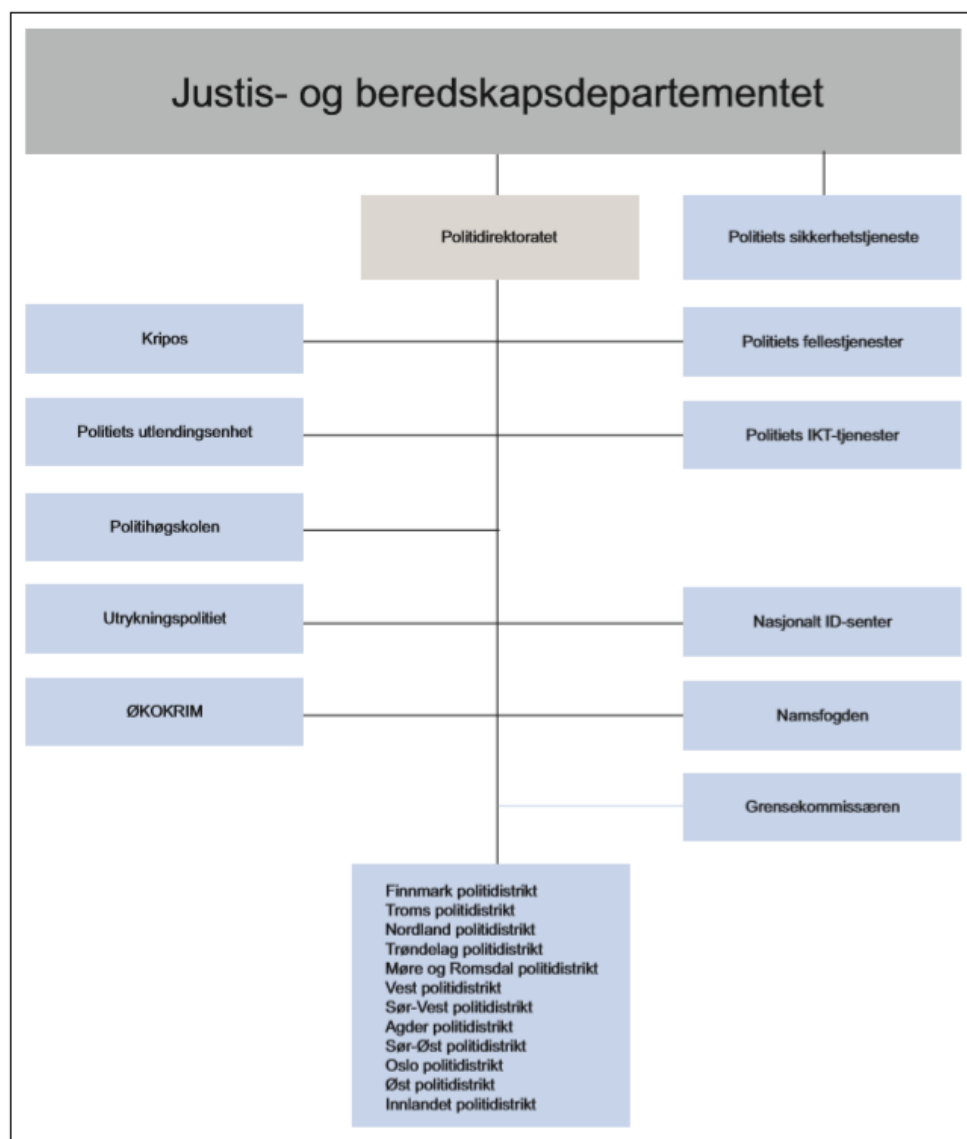 Justis- og beredskapsdepartementet
Politidirektoratet
Politiets sikkerhetstjeneste
Kripos
Politiets fellestjenester
Politiets utlendingsenhet
Politiets IKT-tjenester
Politihøgskolen
Utrykningspolitiet
Nasjonalt ID-senter
ØKOKRIM
Namsfogden
Grensekommissæren
Finnmark politidistrikt
Troms politidistrikt
Nordland politidistrikt
Trøndelag politidistrikt
Møre og Romsdal politidistrikt
Vest politidistrikt
Sør-Vest politidistrikt
Agder politidistrikt
Sør-Øst politidistrikt
Oslo politidistrikt
Øst politidistrikt
Innlandet politidistrikt